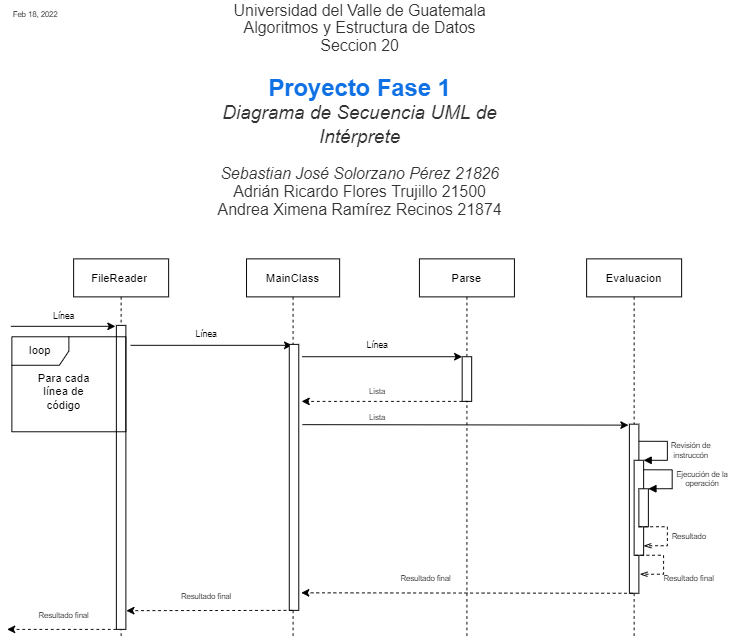 Feb 18, 2022
Universidad del Valle de Guatemala
Algoritmos y Estructura de Datos
Seccion 20
Proyecto Fase 1
Diagrama de Secuencia UML de
Intérprete
Sebastian José Solorzano Pérez 21826
Adrián Ricardo Flores Trujillo 21500
Andrea Ximena Ramírez Recinos 21874
FileReader
MainClass
Parse
Evaluacion
Línea
Línea
Línea
loop
Para cada
línea de
código
Lista
Lista
Revisión de
instruccón
Ejecución de la
operación
Resultado
Resultado final
Resultado final
Resultado final
Resultado final